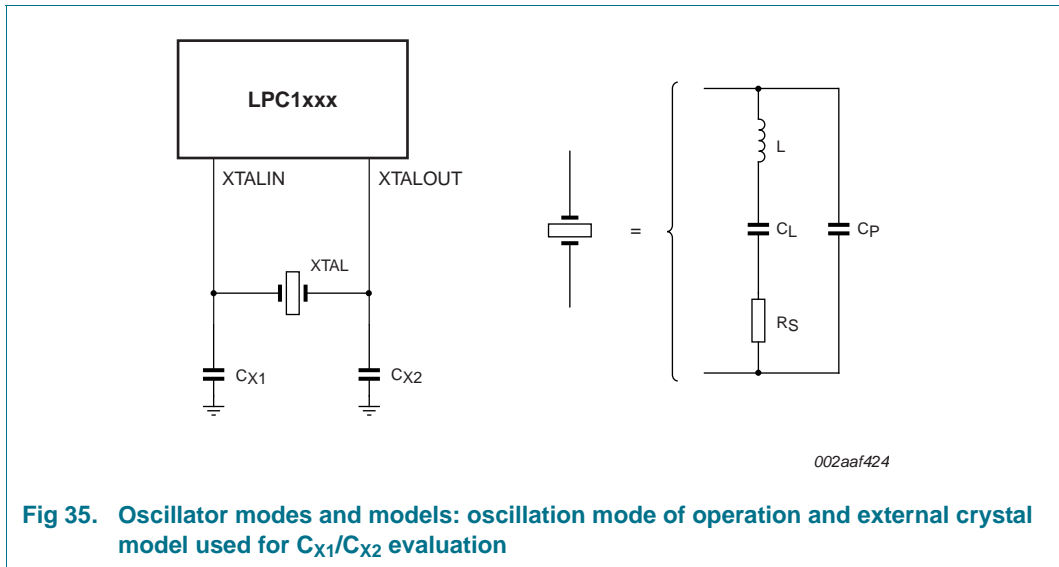 LPC1xxx
XTALIN XTALOUT
XTAL
CX1 CX2
=
L
CL CP
RS
002aaf424
Fig 35. Oscillator modes and models: oscillation mode of operation and external crystal
model used for CX1/CX2 evaluation